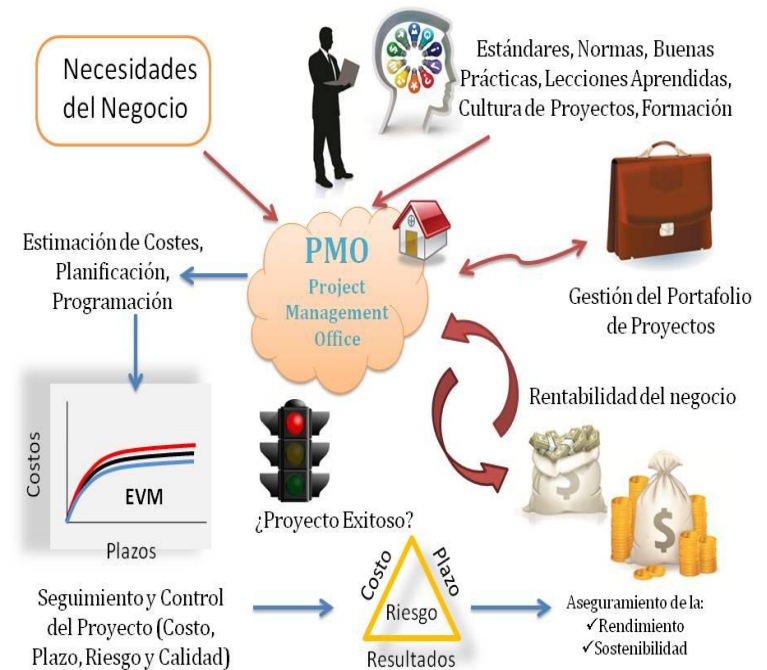 Necesidades
del Negocio
Estándares, Normas, Buenas
Prácticas, Lecciones Aprendidas,
Cultura de Proyectos, Formación
PMO
Project
Management
Office
Estimación de Costes,
Planificación,
Programación
Gestión del Portafolio
de Proyectos
Rentabilidad del negocio
$
$
Costos
EVM
Plazos
¿Proyecto Exitoso?
Seguimiento y Control
del Proyecto (Costo,
Plazo, Riesgo y Calidad)
Costo
Plazo
Riesgo
Resultados
Aseguramiento de la:
✓Rendimiento
✓Sostenibilidad